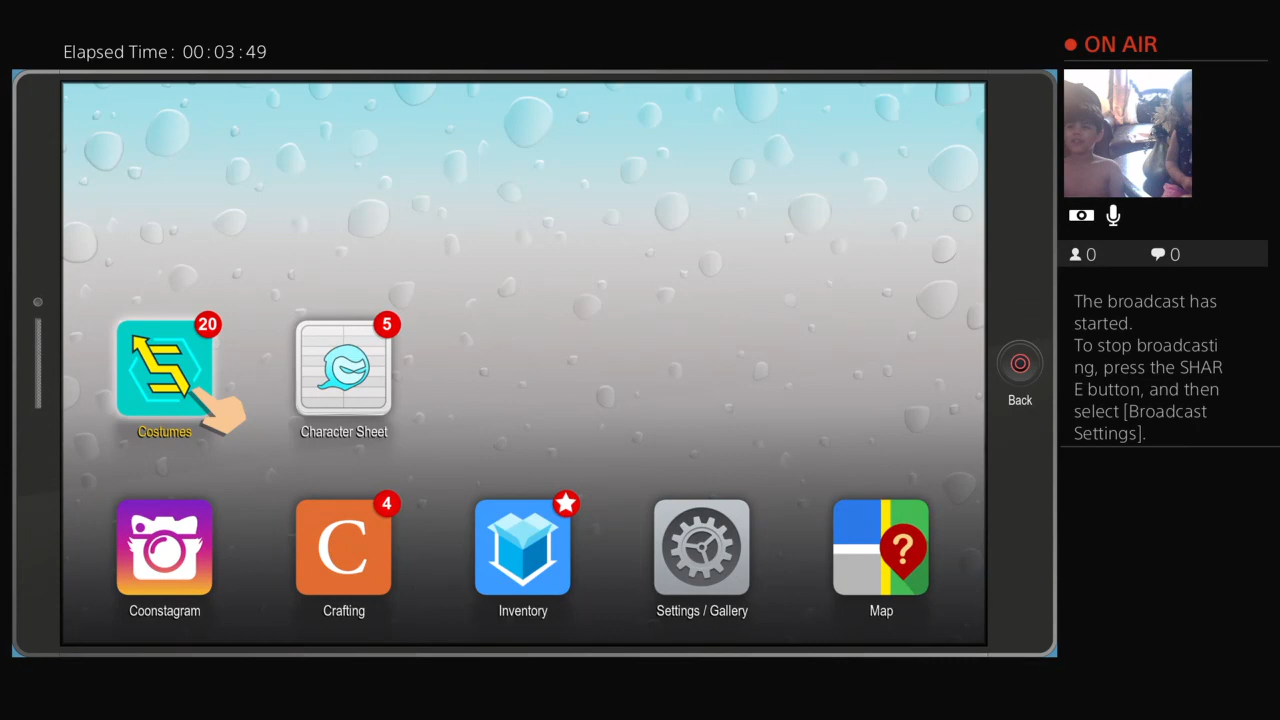 Elapsed Time: 00:03:49
ON AIR
0 0
The broadcast has
started.
To stop broadcasti
ng, press the SHAR
E button, and then
select [Broadcast
Settings].
20
5
Costumes
Character Sheet
Back
4
C
?
Coonstagram
Crafting
Inventory
Settings / Gallery
Map